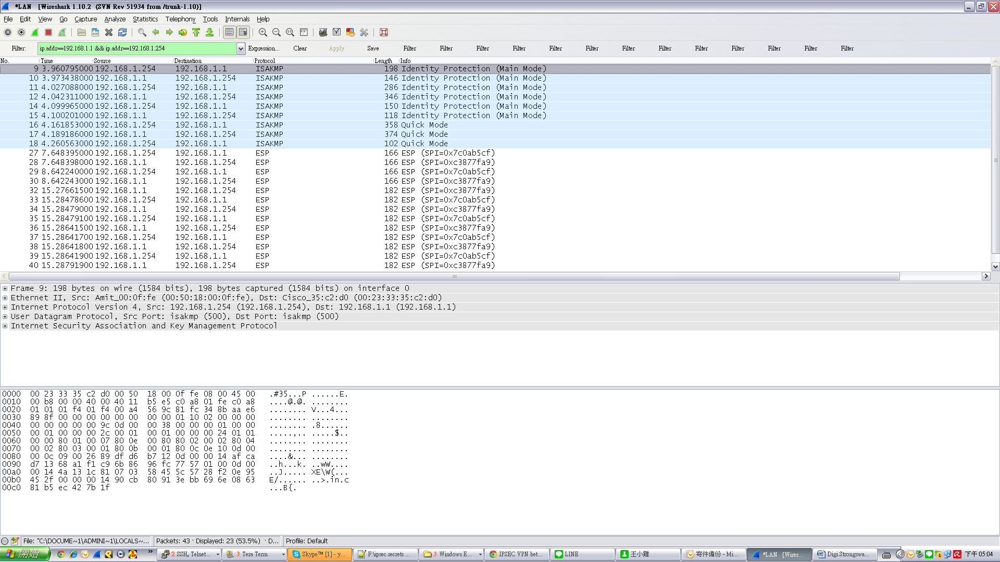 *LAN   [Wireshark 1.10.2  (SVN Rev 51934 from /trunk-1.10)]
File Edit View Go Capture Analyze Statistics Telephony Tools Internals Help
Filter: ip.addr==192.168.1.1 && ip.addr==192.168.1.254 Expression... Clear Apply Save Filter Filter Filter Filter Filter Filter Filter Filter Filter Filter Filter Filter Filter
No. Time Source Destination Protocol Length Info
9 3.960795000 192.168.1.254 192.168.1.1 ISAKMP 198 Identity Protection (Main Mode)
10 3.973438000 192.168.1.1 192.168.1.254 ISAKMP 146 Identity Protection (Main Mode)
11 4.027088000 192.168.1.254 192.168.1.1 ISAKMP 286 Identity Protection (Main Mode)
12 4.042311000 192.168.1.1 192.168.1.254 ISAKMP 346 Identity Protection (Main Mode)
14 4.099965000 192.168.1.254 192.168.1.1 ISAKMP 150 Identity Protection (Main Mode)
15 4.100201000 192.168.1.1 192.168.1.254 ISAKMP 118 Identity Protection (Main Mode)
16 4.161853000 192.168.1.254 192.168.1.1 ISAKMP 358 Quick Mode
17 4.189186000 192.168.1.1 192.168.1.254 ISAKMP 374 Quick Mode
18 4.260563000 192.168.1.254 192.168.1.1 ISAKMP 102 Quick Mode
27 7.648395000 192.168.1.254 192.168.1.1 ESP 166 ESP (SPI=0x7c0ab5cf)
28 7.648398000 192.168.1.1 192.168.1.254 ESP 166 ESP (SPI=0xc3877fa9)
29 8.642240000 192.168.1.254 192.168.1.1 ESP 166 ESP (SPI=0x7c0ab5cf)
30 8.642243000 192.168.1.1 192.168.1.254 ESP 166 ESP (SPI=0xc3877fa9)
32 15.27661500 192.168.1.1 192.168.1.254 ESP 182 ESP (SPI=0xc3877fa9)
33 15.28478600 192.168.1.254 192.168.1.1 ESP 182 ESP (SPI=0x7c0ab5cf)
34 15.28479000 192.168.1.1 192.168.1.254 ESP 182 ESP (SPI=0xc3877fa9)
35 15.28479100 192.168.1.254 192.168.1.1 ESP 182 ESP (SPI=0x7c0ab5cf)
36 15.28641500 192.168.1.1 192.168.1.254 ESP 182 ESP (SPI=0xc3877fa9)
37 15.28641700 192.168.1.254 192.168.1.1 ESP 182 ESP (SPI=0x7c0ab5cf)
38 15.28641800 192.168.1.1 192.168.1.254 ESP 182 ESP (SPI=0xc3877fa9)
39 15.28641900 192.168.1.254 192.168.1.1 ESP 182 ESP (SPI=0x7c0ab5cf)
40 15.28791900 192.168.1.1 192.168.1.254 ESP 182 ESP (SPI=0xc3877fa9)
Frame 9: 198 bytes on wire (1584 bits), 198 bytes captured (1584 bits) on interface 0
Ethernet II, Src: Amit_00:0f:fe (00:50:18:00:0f:fe), Dst: Cisco_35:c2:d0 (00:23:33:35:c2:d0)
Internet Protocol Version 4, Src: 192.168.1.254 (192.168.1.254), Dst: 192.168.1.1 (192.168.1.1)
User Datagram Protocol, Src Port: isakmp (500), Dst Port: isakmp (500)
Internet Security Association and Key Management Protocol
0000  00 23 33 35 c2 d0 00 50  18 00 0f fe 08 00 45 00   .#35...P ......E.
0010  00 b8 00 00 40 00 40 11  b5 e5 c0 a8 01 fe c0 a8   ....@.@. ........
0020  01 01 01 f4 01 f4 00 a4  56 9c 81 fc 34 8b aa e6   ........ V...4...
0030  89 8f 00 00 00 00 00 00  00 00 01 10 02 00 00 00   ........ ........
0040  00 00 00 00 00 9c 0d 00  00 38 00 00 00 01 00 00   ........ .8......
0050  00 01 00 00 00 2c 00 01  00 01 00 00 00 24 01 01   .....,.. .....$..
0060  00 00 80 01 00 07 80 0e  00 80 80 02 00 02 80 04   ........ ........
0070  00 02 80 03 00 01 80 0b  00 01 80 0c 0e 10 0d 00   ........ ........
0080  00 0c 09 00 26 89 df d6  b7 12 0d 00 00 14 af ca   ....&... ........
0090  d7 13 68 a1 f1 c9 6b 86  96 fc 77 57 01 00 0d 00   ..h...k. ..wW....
00a0  00 14 4a 13 1c 81 07 03  58 45 5c 57 28 f2 0e 95   ..J..... XE\W(...
00b0  45 2f 00 00 00 14 90 cb  80 91 3e bb 69 6e 08 63   E/...... ..>.in.c
00c0  81 b5 ec 42 7b 1f   ...B{.
File: "C:\DOCUME~1\ADMINI~1\LOCALS~... Packets: 43 · Displayed: 23 (53.5%) · D... Profile: Default
開始 » 2 SSH, Telnet... 3 Tera Term Skype™ [1] - y... F:\ipsec.secrets ... 3 Windows E... IPSEC VPN bet... LINE 王小雞 寄件備份 - Mi... *LAN   [Wires... Digi Strongswa... 下午 05:04